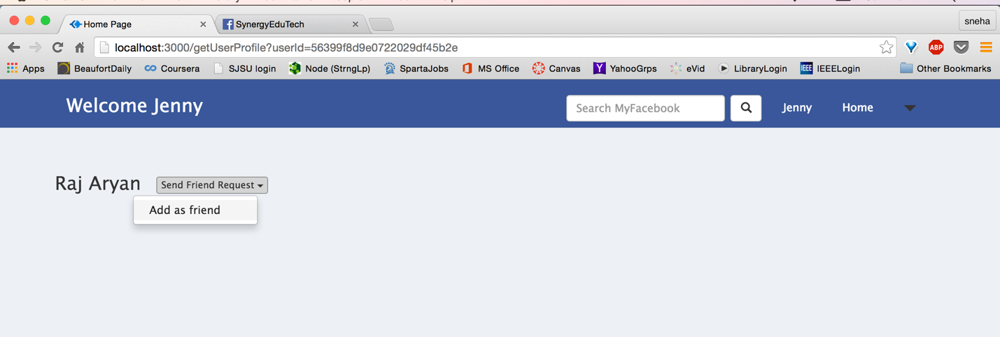 Home Page
SynergyEduTech
sneha
localhost:3000/getUserProfile?userId=56399f8d9e0722029df45b2e
ABP
Apps BeaufortDaily Coursera SJSU login Node (StrngLp) SpartaJobs MS Office Canvas YahooGrps eVid LibraryLogin IEEELogin Other Bookmarks
Welcome Jenny
Search MyFacebook
Jenny
Home
Raj Aryan
Send Friend Request
Add as friend